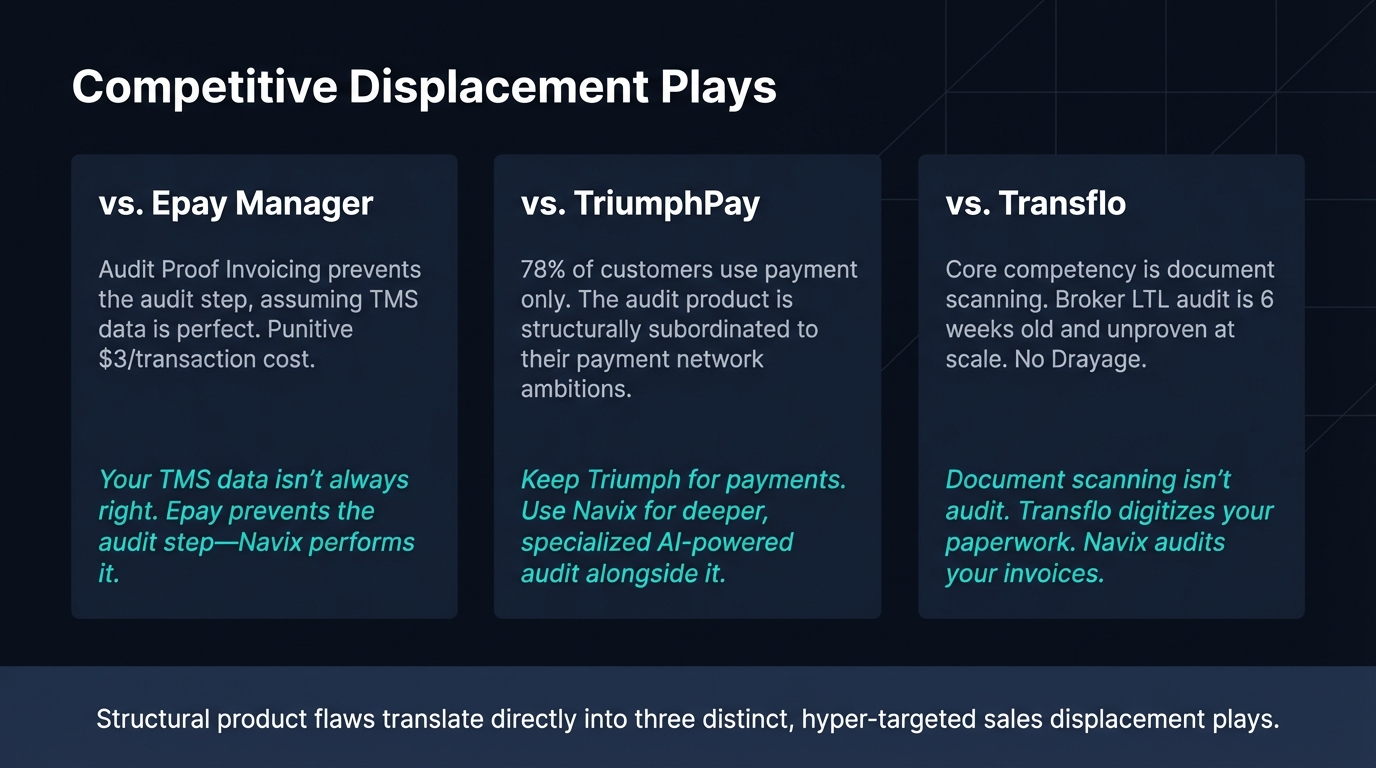 Competitive Displacement Plays
vs. Epay Manager
Audit Proof Invoicing prevents
the audit step, assuming TMS
data is perfect. Punitive
$3/transaction cost.
Your TMS data isn’t always
right. Epay prevents the
audit step—Navix performs
it.
vs. TriumphPay
78% of customers use payment
only. The audit product is
structurally subordinated to
their payment network
ambitions.
Keep Triumph for payments.
Use Navix for deeper,
specialized AI-powered
audit alongside it.
vs. Transflo
Core competency is document
scanning. Broker LTL audit is 6
weeks old and unproven at
scale. No Drayage.
Document scanning isn’t
audit. Transflo digitizes your
paperwork. Navix audits
your invoices.
Structural product flaws translate directly into three distinct, hyper-targeted sales displacement plays.